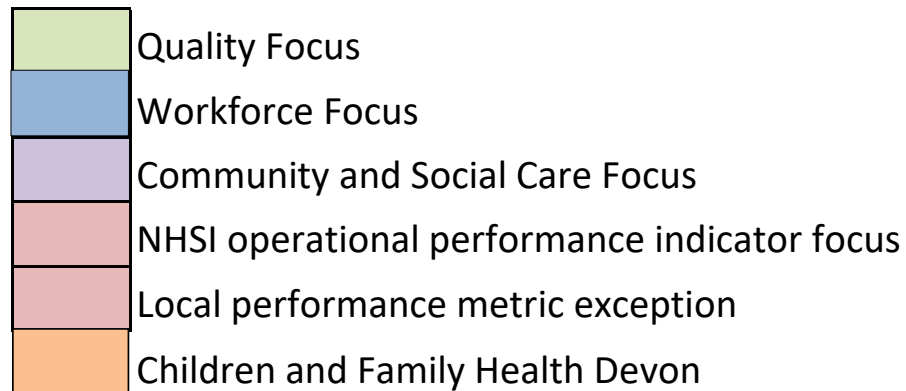 Quality Focus
Workforce Focus
Community and Social Care Focus
NHSI operational performance indicator focus
Local performance metric exception
Children and Family Health Devon